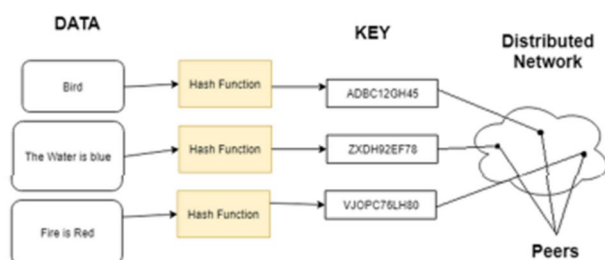 DATA
KEY
Distributed
Network
Bird
Hash Function
ADBC12GH45
The Water is blue
Hash Function
ZXDH92EF78
Fire is Red
Hash Function
VJOPC76LH80
Peers